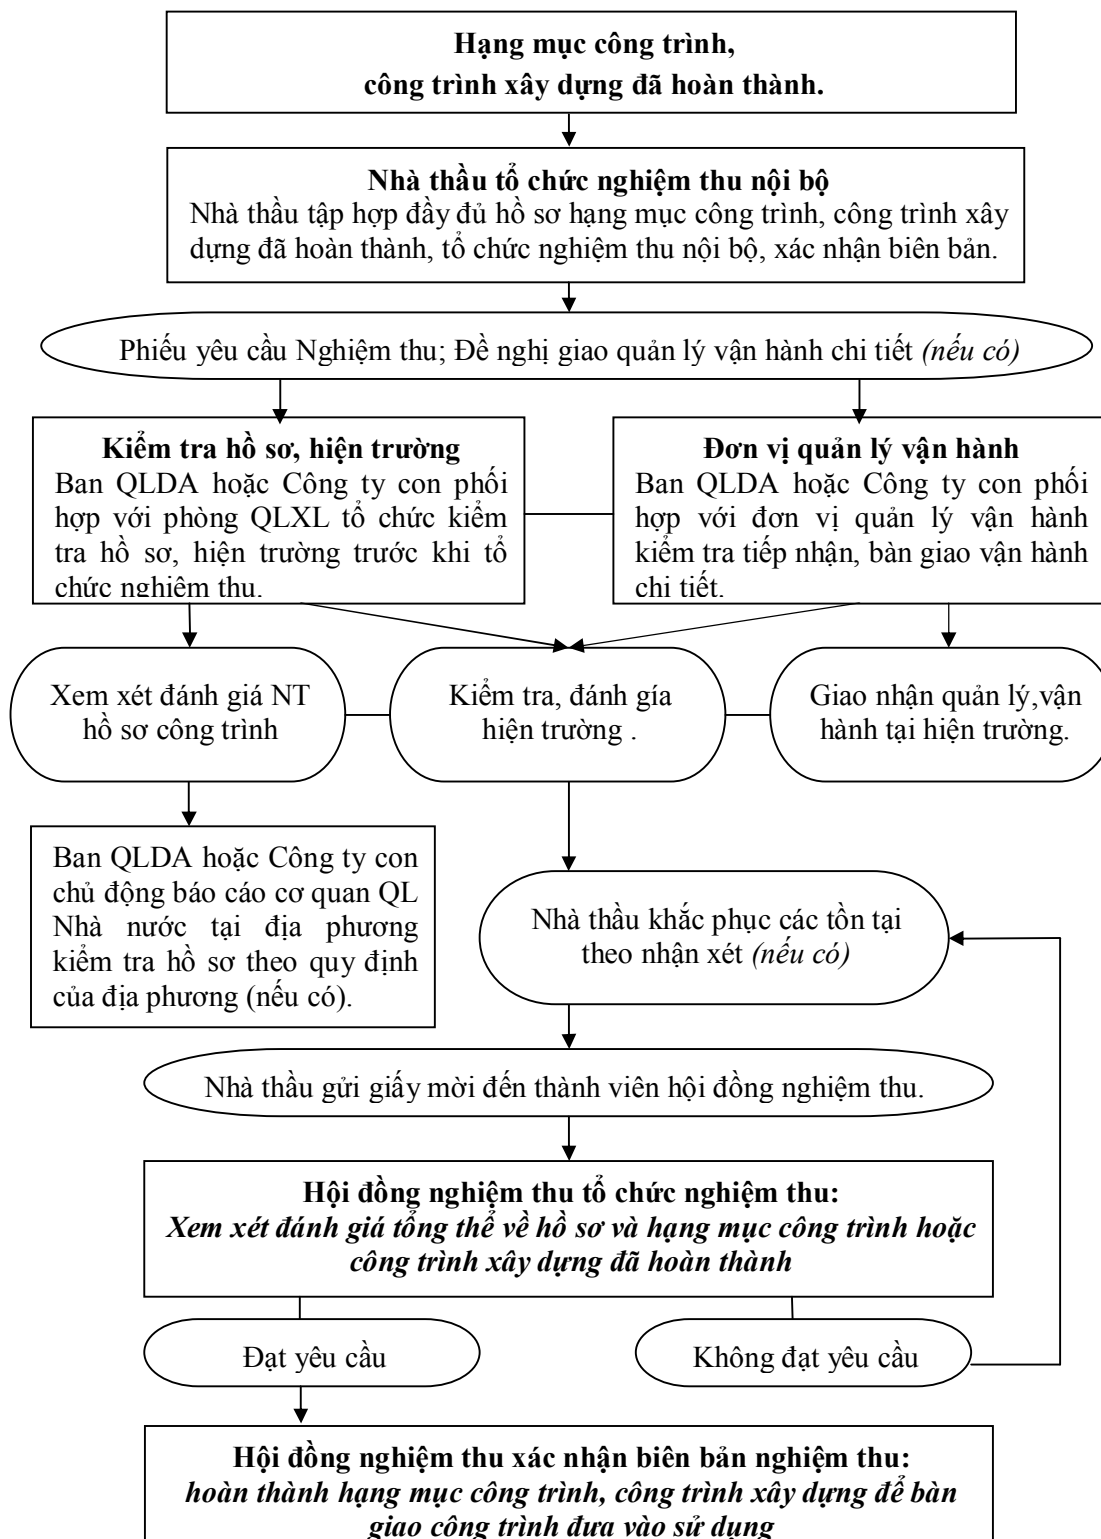 Hạng mục công trình,
công trình xây dựng đã hoàn thành.
Nhà thầu tổ chức nghiệm thu nội bộ
Nhà thầu tập hợp đầy đủ hồ sơ hạng mục công trình, công trình xây
dựng đã hoàn thành, tổ chức nghiệm thu nội bộ, xác nhận biên bản.
Phiếu yêu cầu Nghiệm thu; Đề nghị giao quản lý vận hành chi tiết (nếu có)
Kiểm tra hồ sơ, hiện trường
Ban QLDA hoặc Công ty con phối
hợp với phòng QLXL tổ chức kiểm
tra hồ sơ, hiện trường trước khi tổ
chức nghiệm thu.
Đơn vị quản lý vận hành
Ban QLDA hoặc Công ty con phối
hợp với đơn vị quản lý vận hành
kiểm tra tiếp nhận, bàn giao vận hành
chi tiết.
Xem xét đánh giá NT
hồ sơ công trình
Kiểm tra, đánh gía
hiện trường .
Giao nhận quản lý,vận
hành tại hiện trường.
Ban QLDA hoặc Công ty con
chủ động báo cáo cơ quan QL
Nhà nước tại địa phương
kiểm tra hồ sơ theo quy định
của địa phương (nếu có).
Nhà thầu khắc phục các tồn tại
theo nhận xét (nếu có)
Nhà thầu gửi giấy mời đến thành viên hội đồng nghiệm thu.
Hội đồng nghiệm thu tổ chức nghiệm thu:
Xem xét đánh giá tổng thể về hồ sơ và hạng mục công trình hoặc
công trình xây dựng đã hoàn thành
Đạt yêu cầu
Không đạt yêu cầu
Hội đồng nghiệm thu xác nhận biên bản nghiệm thu:
hoàn thành hạng mục công trình, công trình xây dựng để bàn
giao công trình đưa vào sử dụng